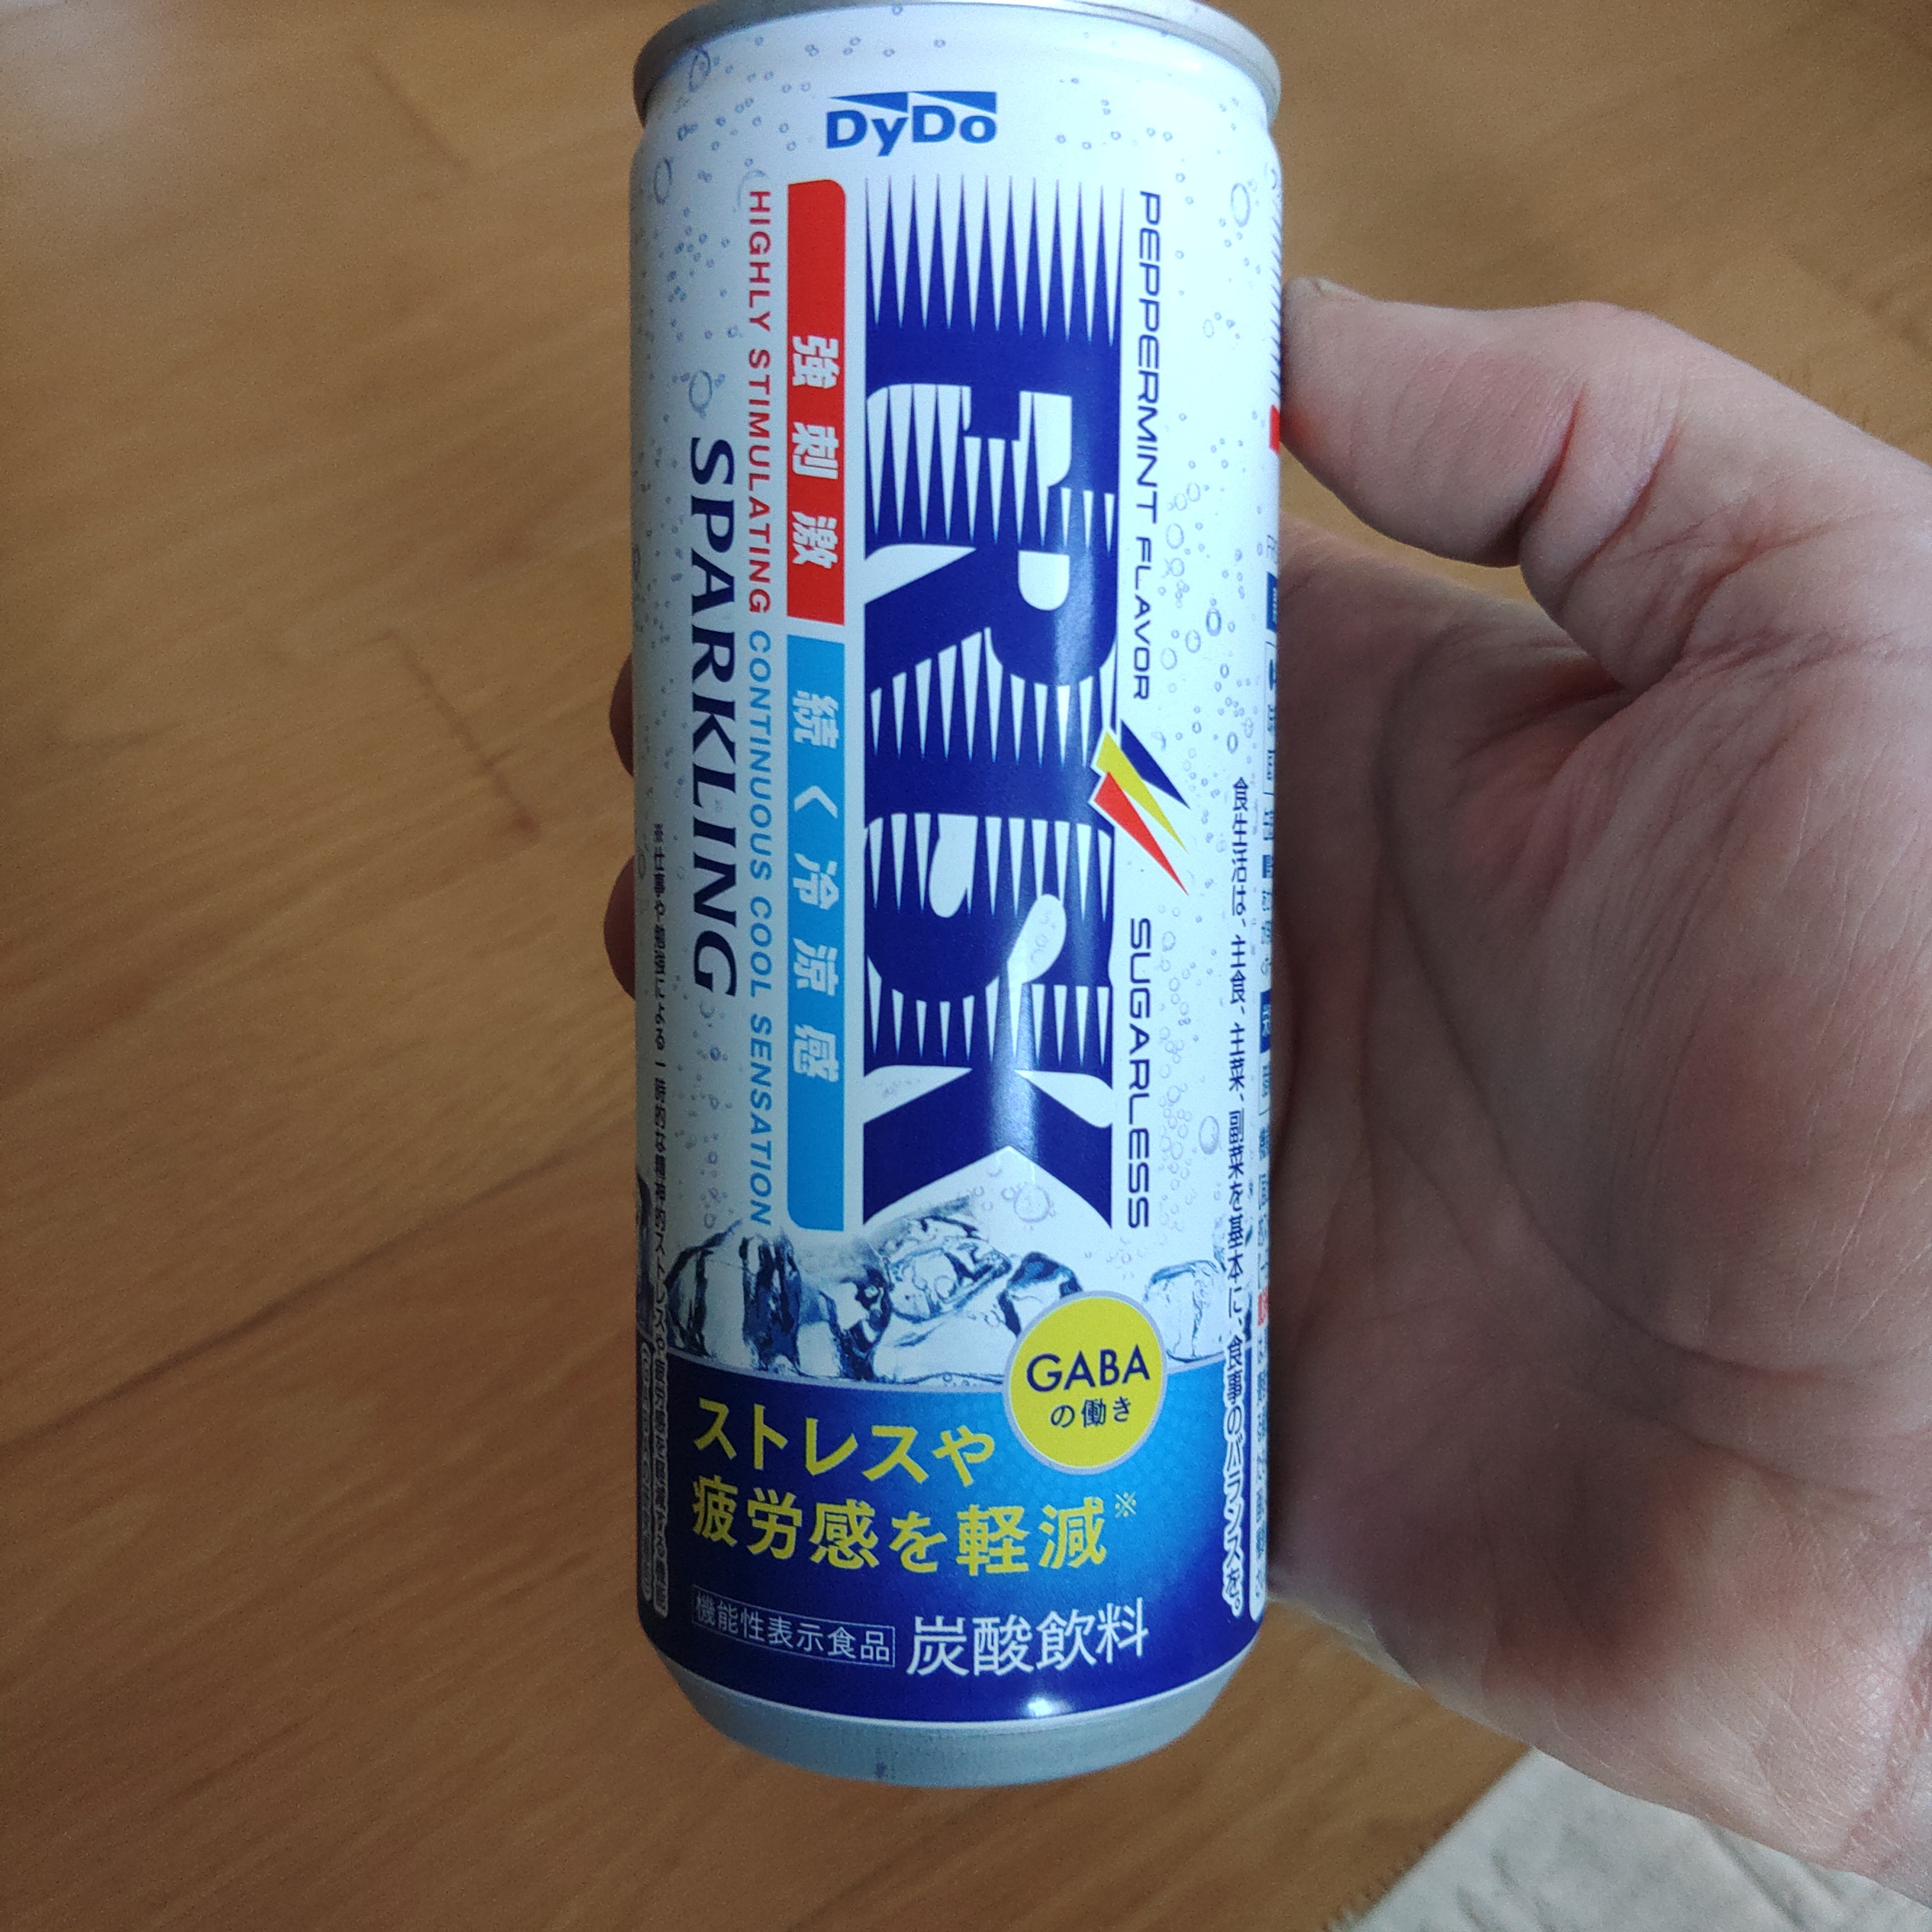 DyDo
PEPPERMINT FLAVOR
SUGARLESS
FRISK
強刺激 続く冷涼感
HIGHLY STIMULATING CONTINUOUS COOL SENSATION
SPARKLING
GABA
の働き
ストレスや
疲労感を軽減※
機能性表示食品 炭酸飲料
食生活は、主食、主菜、副菜を基本に、食事のバランスを。